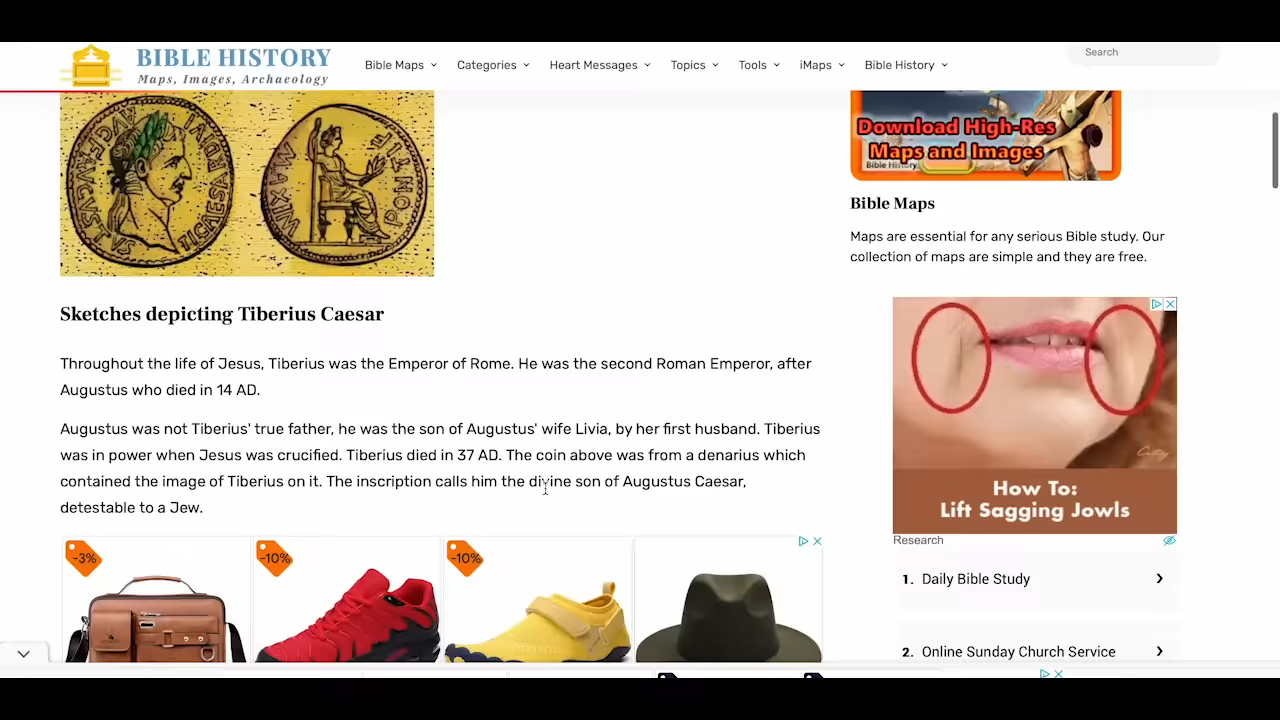 BIBLE HISTORY
Maps, Images, Archaeology
Bible Maps
Categories
Heart Messages
Topics
Tools
iMaps
Bible History
Search
TICAESARDIVI
AVGFAVGVSTVS
PONTIF
MAXIM
Download High-Res
Maps and Images
Bible History
Bible Maps
Maps are essential for any serious Bible study. Our
collection of maps are simple and they are free.
Sketches depicting Tiberius Caesar
Throughout the life of Jesus, Tiberius was the Emperor of Rome. He was the second Roman Emperor, after
Augustus who died in 14 AD.
Augustus was not Tiberius' true father, he was the son of Augustus' wife Livia, by her first husband. Tiberius
was in power when Jesus was crucified. Tiberius died in 37 AD. The coin above was from a denarius which
contained the image of Tiberius on it. The inscription calls him the divine son of Augustus Caesar,
detestable to a Jew.
How To:
Lift Sagging Jowls
Research
1. Daily Bible Study
2. Online Sunday Church Service
-3%
-10%
-10%